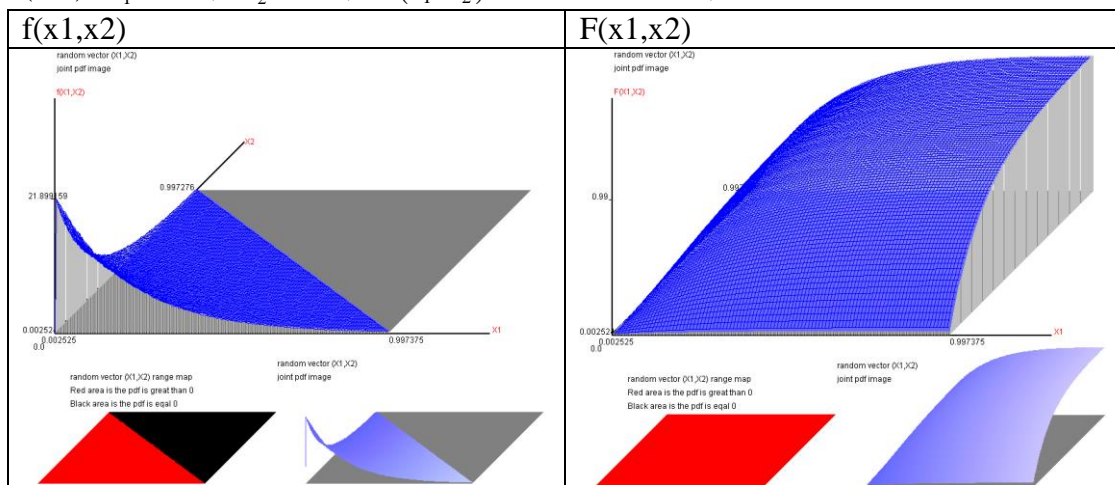 f(x1,x2)
random vector (X1,X2)
joint pdf image
f(X1,X2)
X2
0.997276
21.899159
0.002524
0.002525
0.0
0.997375
X1
random vector (X1,X2) range map
Red area is the pdf is great than 0
Black area is the pdf is eqal 0
random vector (X1,X2)
joint pdf image
F(x1,x2)
random vector (X1,X2)
joint pdf image
F(X1,X2)
0.99
0.002525
0.0
0.997375
X1
random vector (X1,X2) range map
Red area is the pdf is great than 0
Black area is the pdf is eqal 0
random vector (X1,X2)
joint pdf image